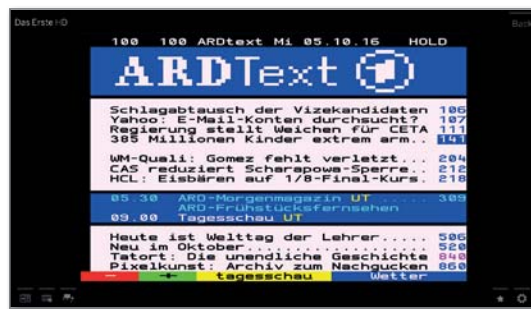 Das Erste HD
Back
100 100 ARDtext Mi 05.10.16 HOLD
ARDText
Schlagabtausch der Vizekandidaten 106
Yahoo: E-Mail-Konten durchsucht? 107
Regierung stellt Weichen für CETA 111
385 Millionen Kinder extrem arm.. 141
WM-Quali: Gomez fehlt verletzt... 204
CAS reduziert Scharapowa-Sperre.. 212
HCL: Eisbären auf 1/8-Final-Kurs. 218
05.30 ARD-Morgenmagazin UT ..... 309
ARD-Frühstücksfernsehen
09.00 Tagesschau UT
Heute ist Welttag der Lehrer..... 506
Neu im Oktober................... 520
Tatort: Die unendliche Geschichte 840
Pixelkunst: Archiv zum Nachgucken 860
- + tagesschau Wetter